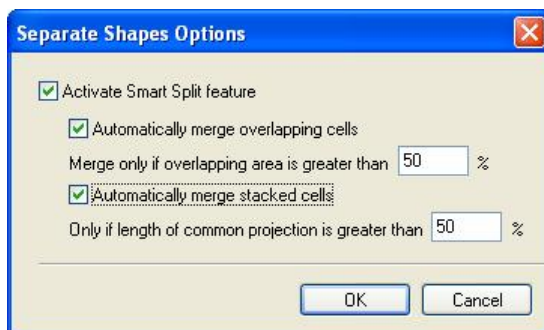 Separate Shapes Options
Activate Smart Split feature
Automatically merge overlapping cells
Merge only if overlapping area is greater than 50 %
Automatically merge stacked cells
Only if length of common projection is greater than 50 %
OK Cancel